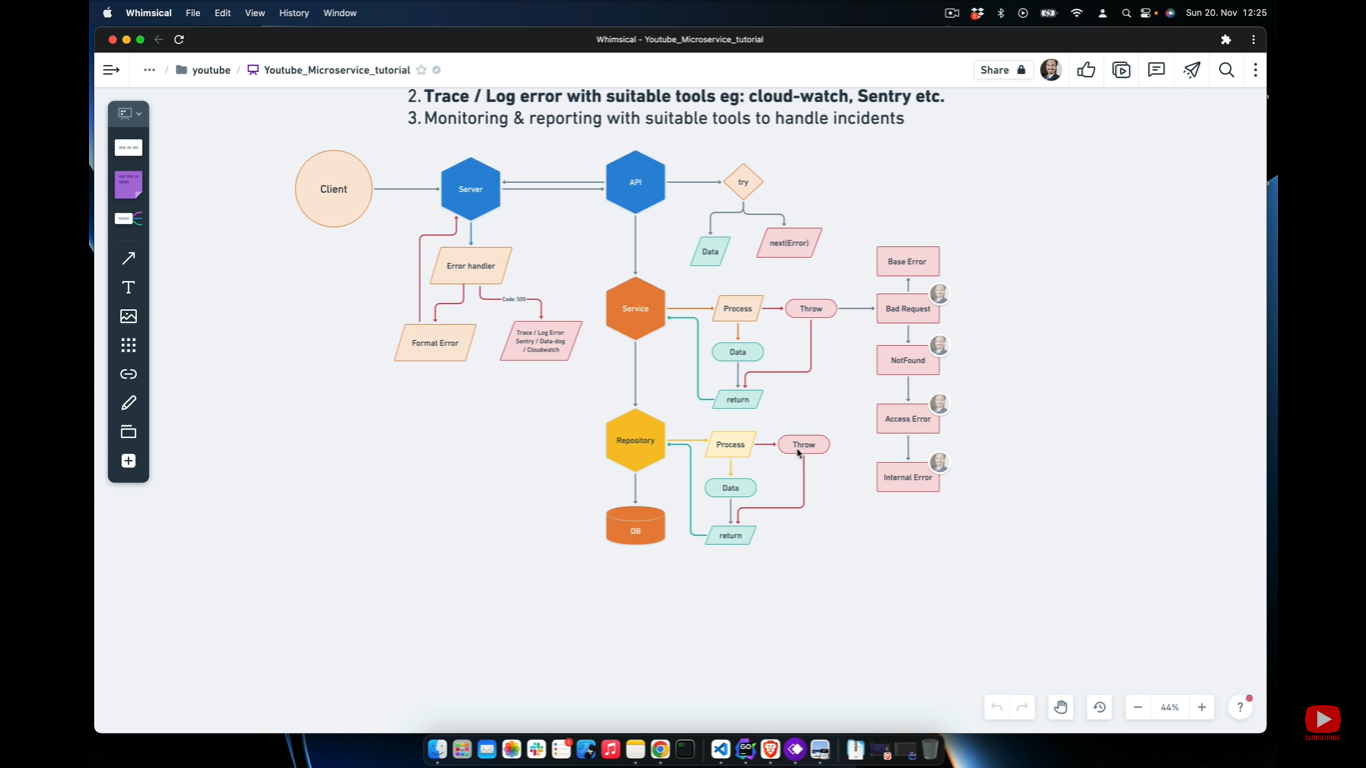 Whimsical File Edit View History Window
Sun 20. Nov 12:25
Whimsical - Youtube_Microservice_tutorial
... / youtube / Youtube_Microservice_tutorial
Share
2. Trace / Log error with suitable tools eg: cloud-watch, Sentry etc.
3. Monitoring & reporting with suitable tools to handle incidents
Client
Server
API
try
Data
next(Error)
Error handler
Code: 500
Format Error
Trace / Log Error
Sentry / Data-dog
/ Cloudwatch
Service
Process
Throw
Data
return
Base Error
Bad Request
NotFound
Access Error
Internal Error
Repository
Process
Throw
Data
return
DB
44%
?
GO
SUBSCRIBE